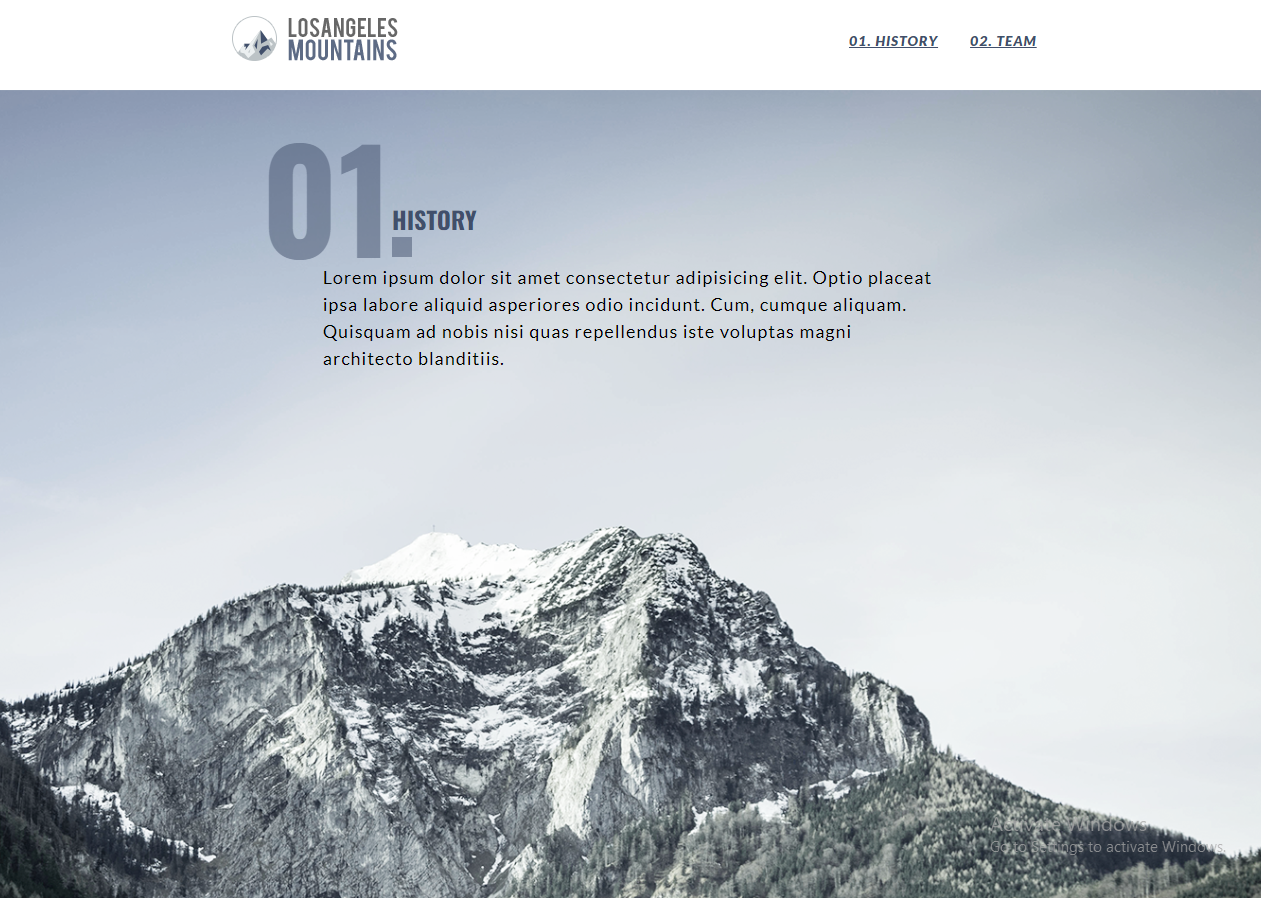 LOSANGELES
MOUNTAINS
01. HISTORY 02. TEAM
01. HISTORY
Lorem ipsum dolor sit amet consectetur adipisicing elit. Optio placeat
ipsa labore aliquid asperiores odio incidunt. Cum, cumque aliquam.
Quisquam ad nobis nisi quas repellendus iste voluptas magni
architecto blanditiis.
Activate Windows
Go to Settings to activate Windows.